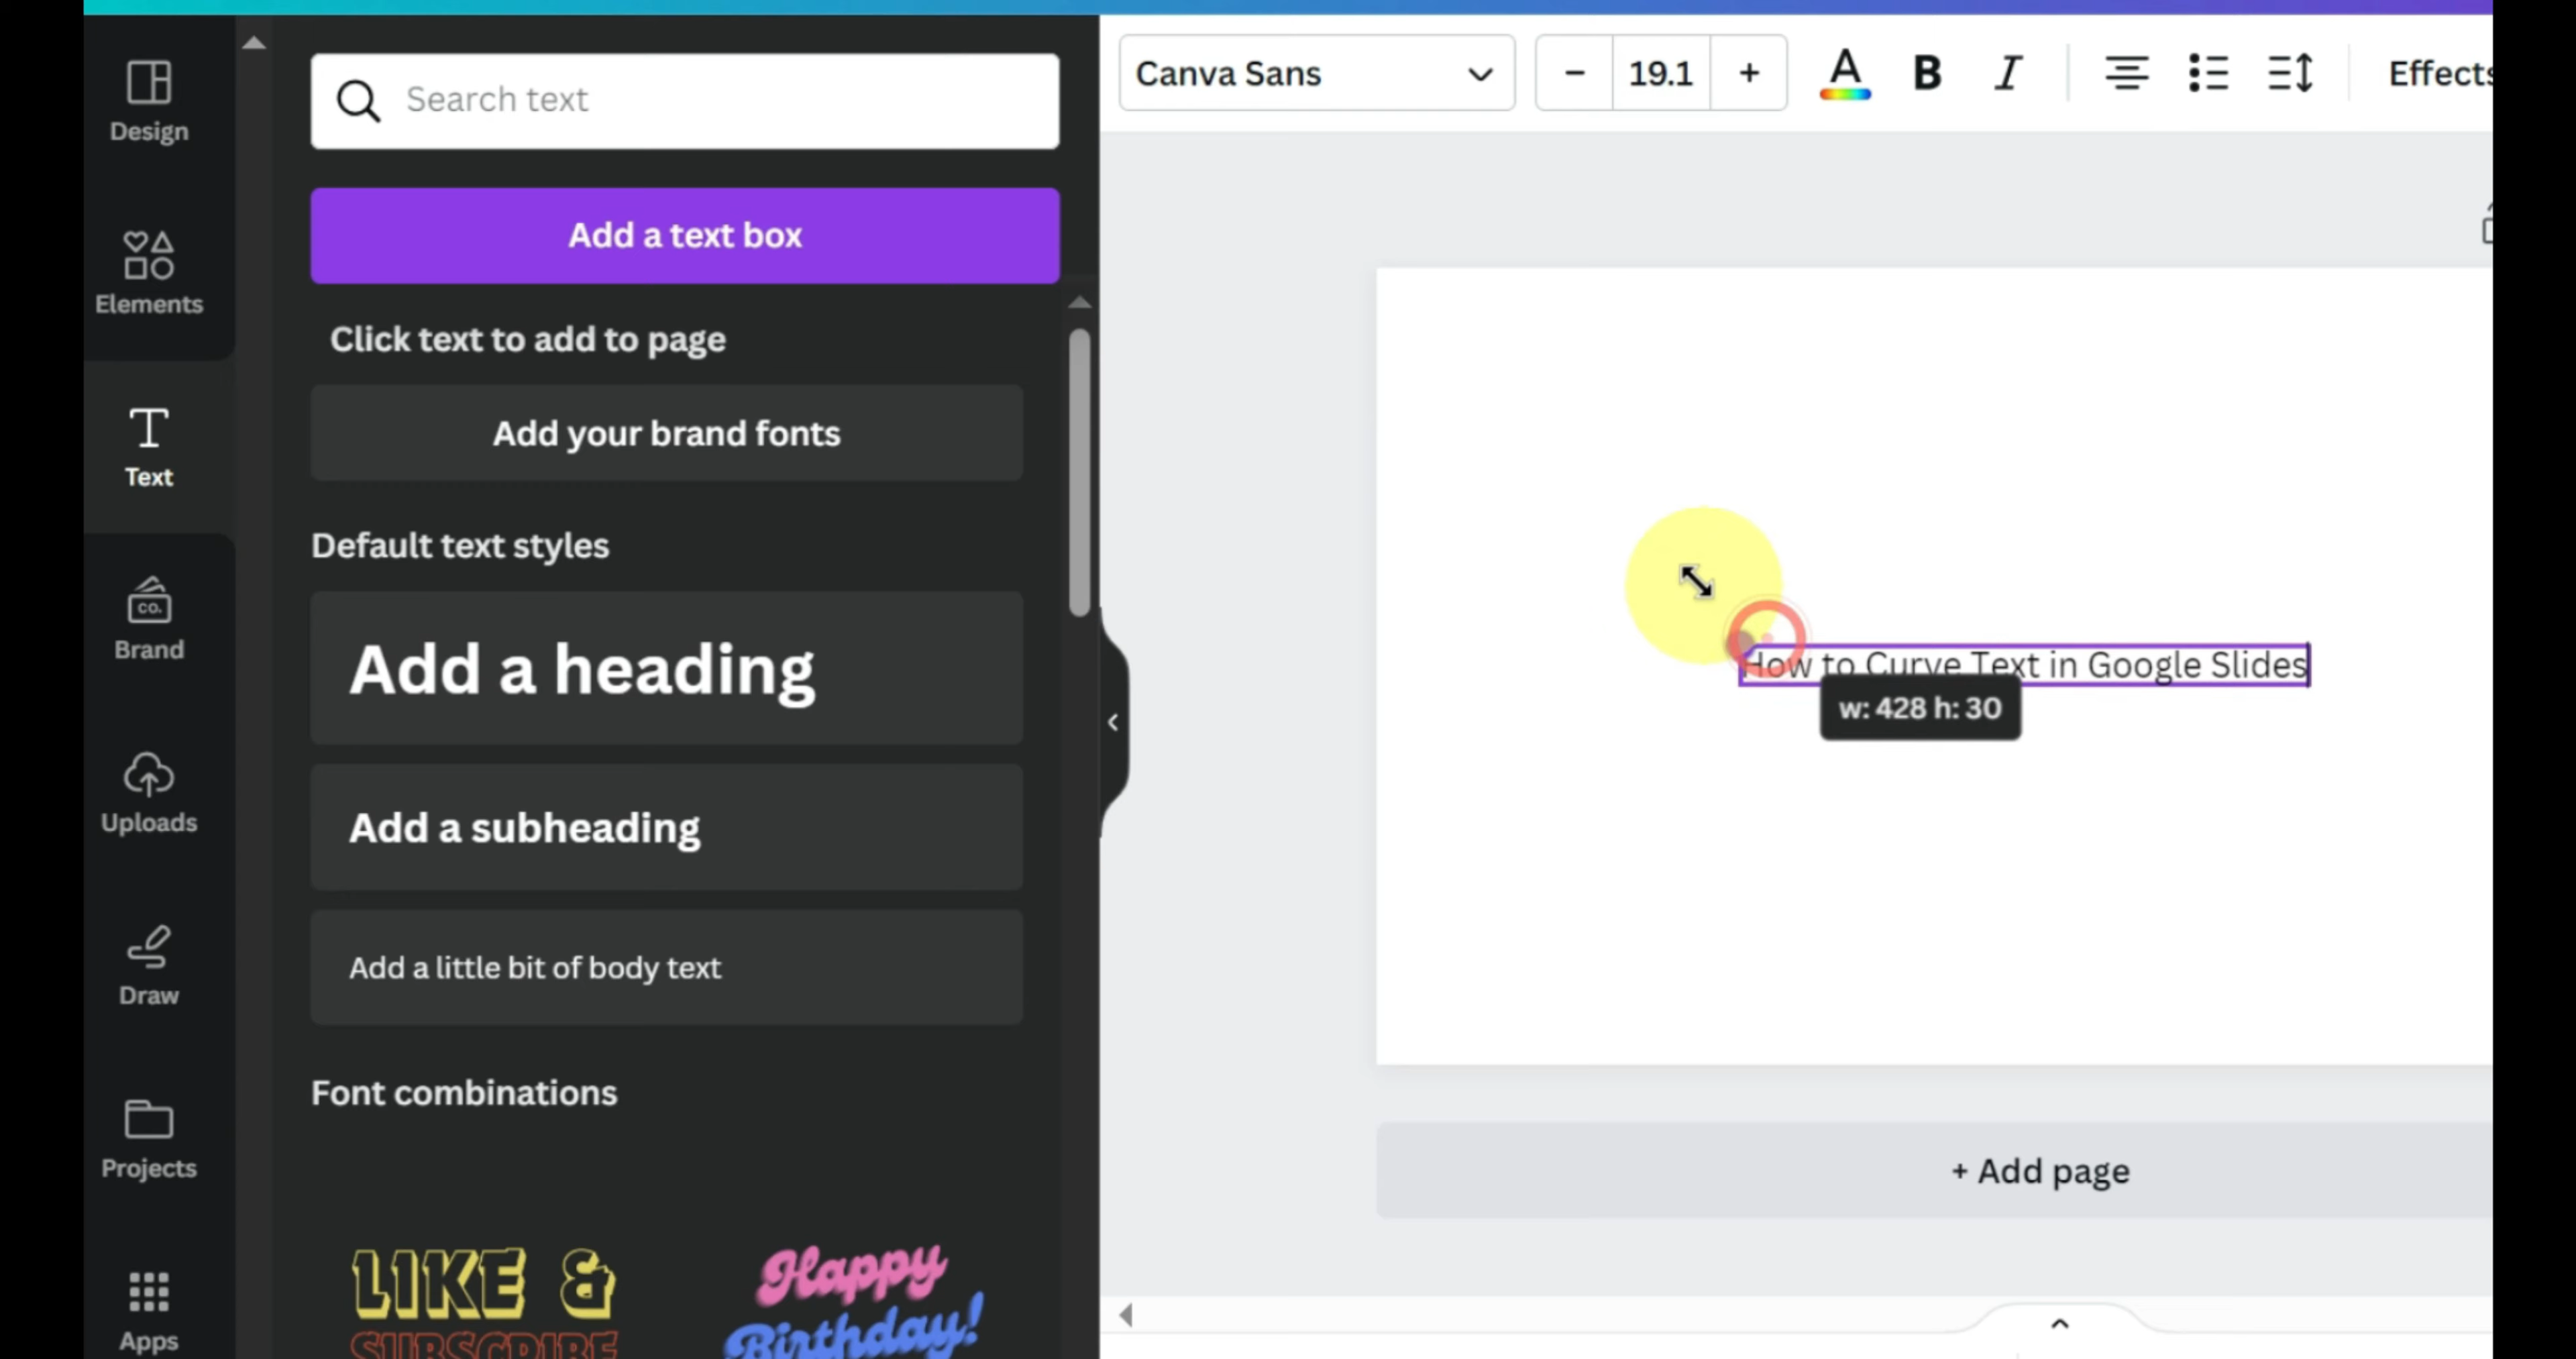 Design
Elements
Text
CO.
Brand
Uploads
Draw
Projects
Apps
Search text
Add a text box
Click text to add to page
Add your brand fonts
Default text styles
Add a heading
Add a subheading
Add a little bit of body text
Font combinations
LIKE &
SUBSCRIBE
Happy
Birthday!
Canva Sans
− 19.1 + A B I Effects
How to Curve Text in Google Slides
w: 428 h: 30
+ Add page